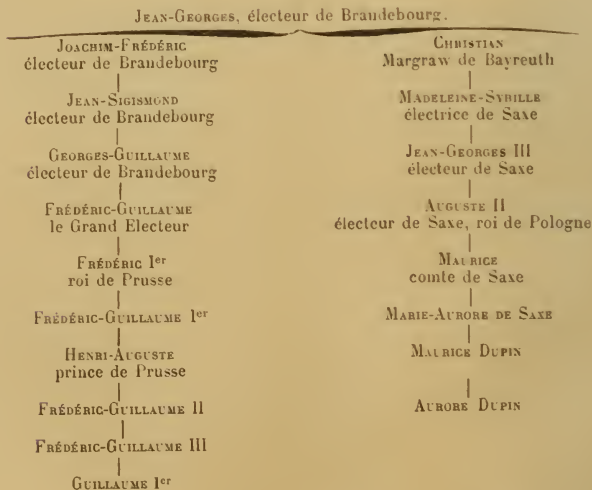 Jean-Georges, électeur de Brandebourg.
Joachim-Frédéric
électeur de Brandebourg
Jean-Sigismond
électeur de Brandebourg
Georges-Guillaume
électeur de Brandebourg
Frédéric-Guillaume
le Grand Electeur
Frédéric Ier
roi de Prusse
Frédéric-Guillaume Ier
Henri-Auguste
prince de Prusse
Frédéric-Guillaume II
Frédéric-Guillaume III
Guillaume Ier
Christian
Margraw de Bayreuth
Madeleine-Sybille
électrice de Saxe
Jean-Georges III
électeur de Saxe
Auguste II
électeur de Saxe, roi de Pologne
Maurice
comte de Saxe
Marie-Aurore de Saxe
Maurice Dupin
Aurore Dupin